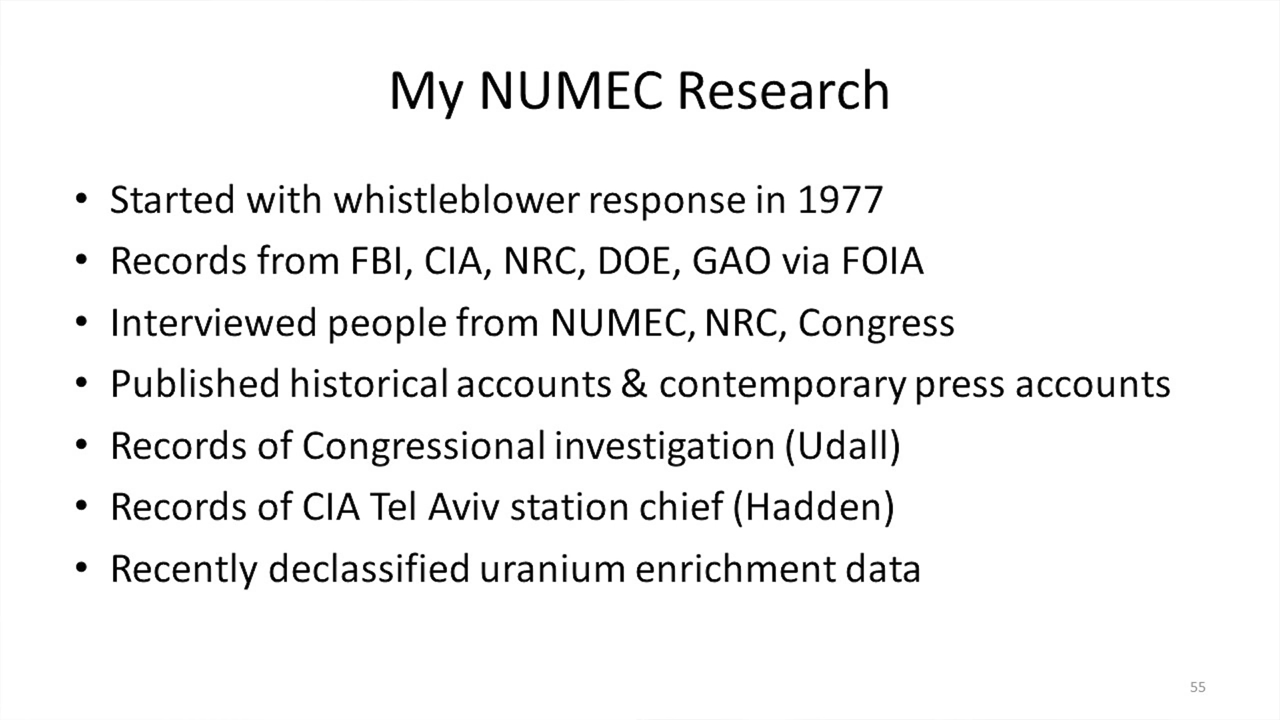 My NUMEC Research
• Started with whistleblower response in 1977
• Records from FBI, CIA, NRC, DOE, GAO via FOIA
• Interviewed people from NUMEC, NRC, Congress
• Published historical accounts & contemporary press accounts
• Records of Congressional investigation (Udall)
• Records of CIA Tel Aviv station chief (Hadden)
• Recently declassified uranium enrichment data
55